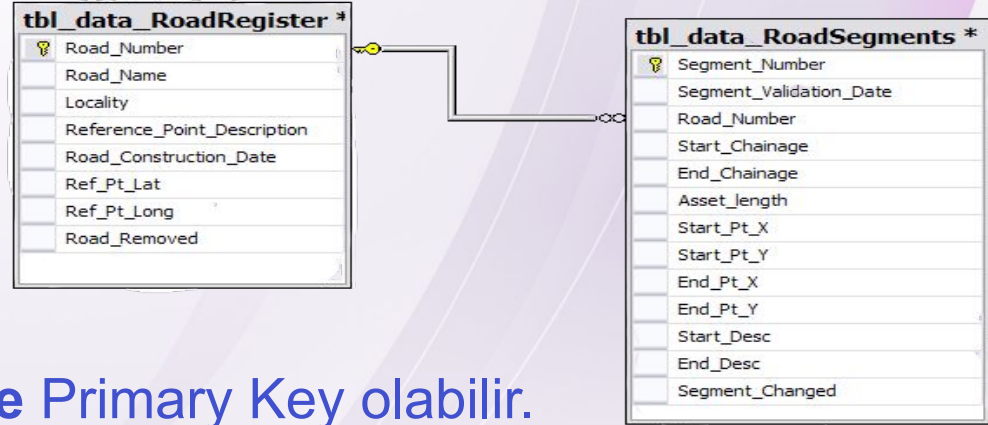 tbl_data_RoadRegister *
Road_Number
Road_Name
Locality
Reference_Point_Description
Road_Construction_Date
Ref_Pt_Lat
Ref_Pt_Long
Road_Removed
tbl_data_RoadSegments *
Segment_Number
Segment_Validation_Date
Road_Number
Start_Chainage
End_Chainage
Asset_length
Start_Pt_X
Start_Pt_Y
End_Pt_X
End_Pt_Y
Start_Desc
End_Desc
Segment_Changed
e Primary Key olabilir.